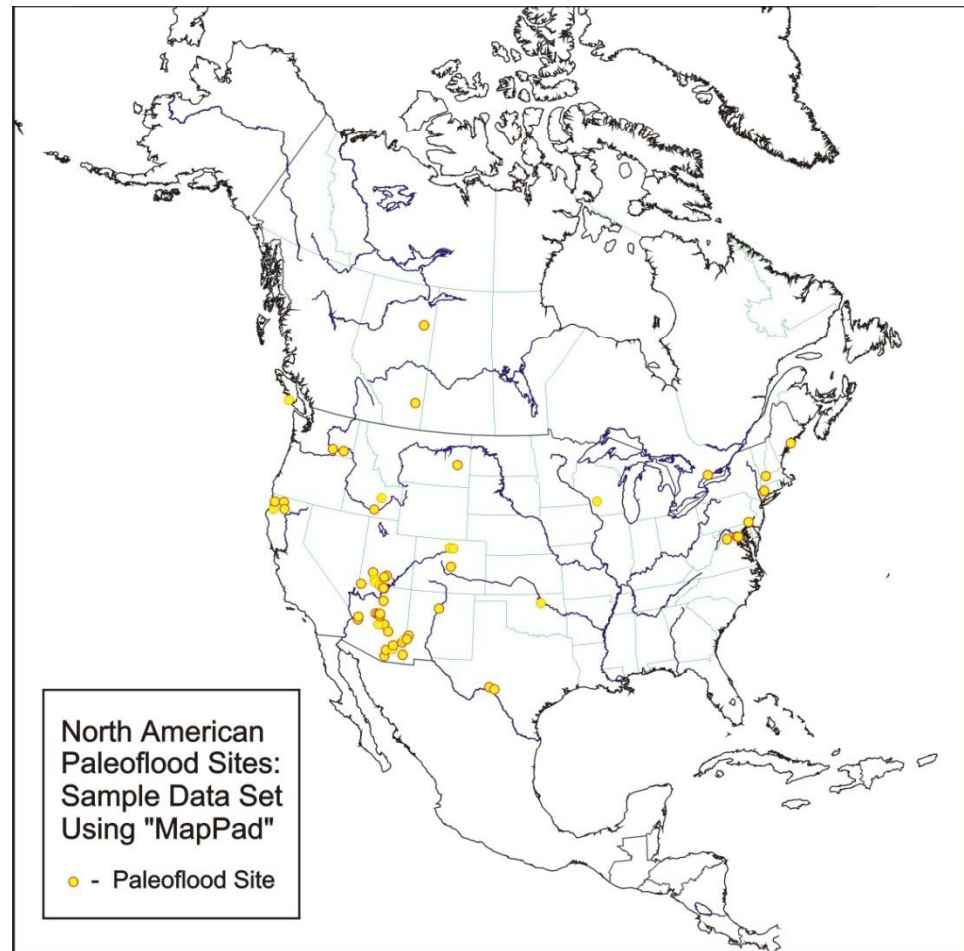 North American
Paleoflood Sites:
Sample Data Set
Using "MapPad"
- Paleoflood Site